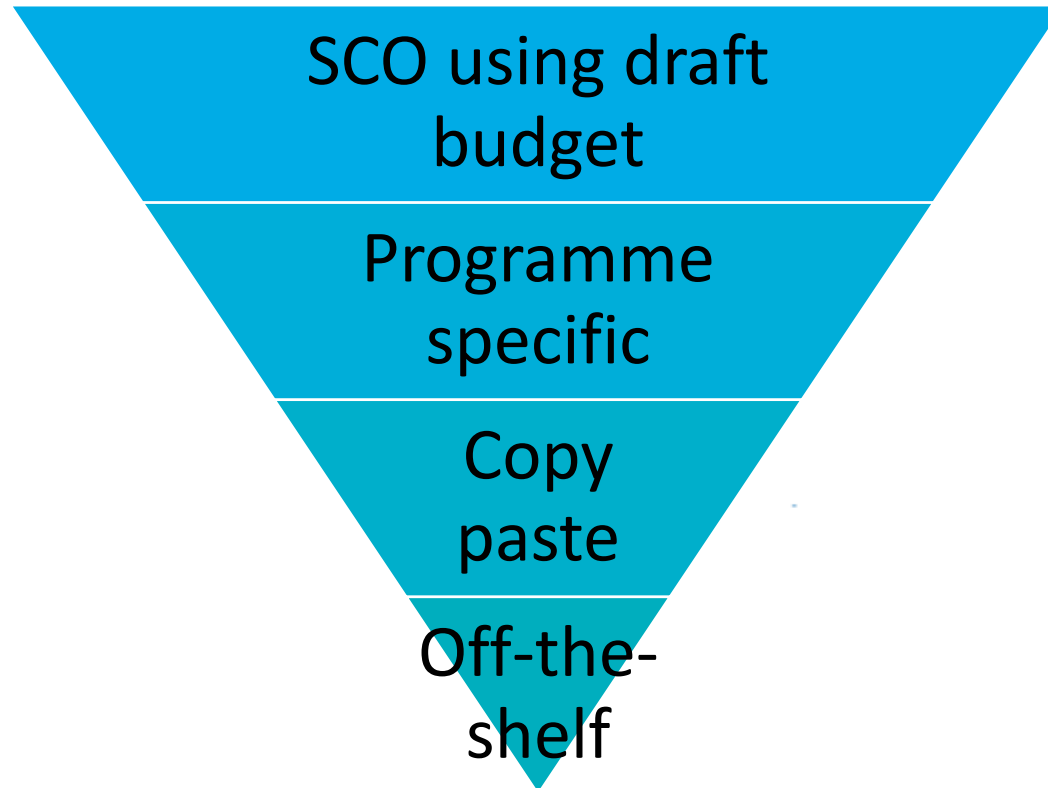 SCO using draft
budget
Programme
specific
Copy
paste
Off-the-
shelf